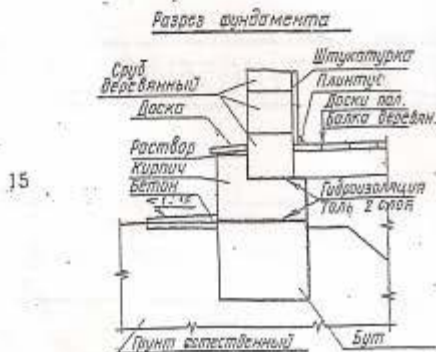 Разрез фундамента
Штукатурка
Плинтус
Доски пол.
Балка деревян.
Сруб
деревянный
Доска
Раствор
Кирпич
Бетон
15
Гидроизоляция
толь 2 слоя
Грунт естественный
Бут